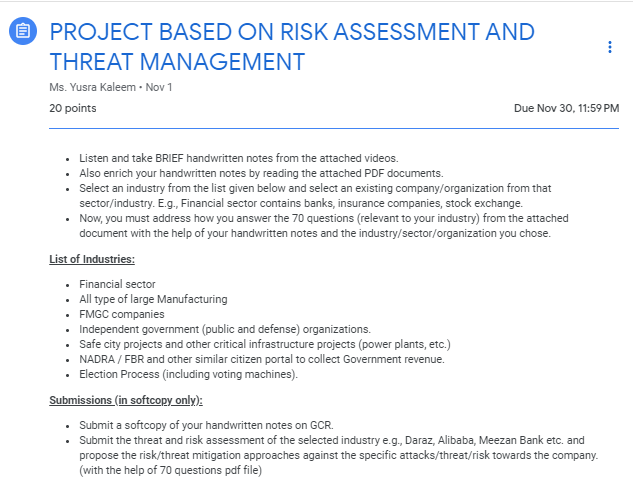 PROJECT BASED ON RISK ASSESSMENT AND
THREAT MANAGEMENT
Ms. Yusra Kaleem • Nov 1
20 points
Due Nov 30, 11:59 PM
• Listen and take BRIEF handwritten notes from the attached videos.
• Also enrich your handwritten notes by reading the attached PDF documents.
• Select an industry from the list given below and select an existing company/organization from that
sector/industry. E.g., Financial sector contains banks, insurance companies, stock exchange.
• Now, you must address how you answer the 70 questions (relevant to your industry) from the attached
document with the help of your handwritten notes and the industry/sector/organization you chose.
List of Industries:
• Financial sector
• All type of large Manufacturing
• FMGC companies
• Independent government (public and defense) organizations.
• Safe city projects and other critical infrastructure projects (power plants, etc.)
• NADRA / FBR and other similar citizen portal to collect Government revenue.
• Election Process (including voting machines).
Submissions (in softcopy only):
• Submit a softcopy of your handwritten notes on GCR.
• Submit the threat and risk assessment of the selected industry e.g., Daraz, Alibaba, Meezan Bank etc. and
propose the risk/threat mitigation approaches against the specific attacks/threat/risk towards the company.
(with the help of 70 questions pdf file)